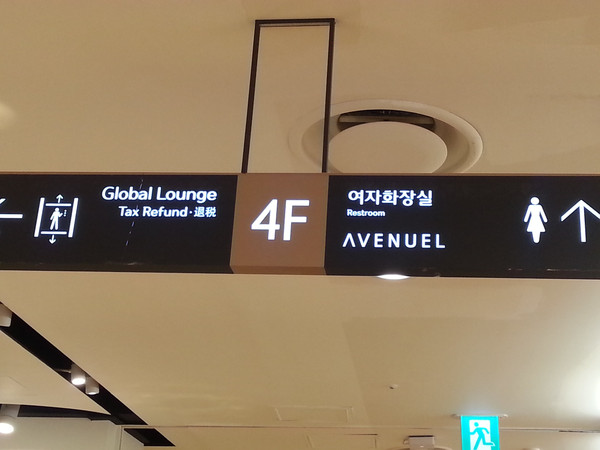 Global Lounge
Tax Refund·退税
4F
여자화장실
Restroom
AVENUEL